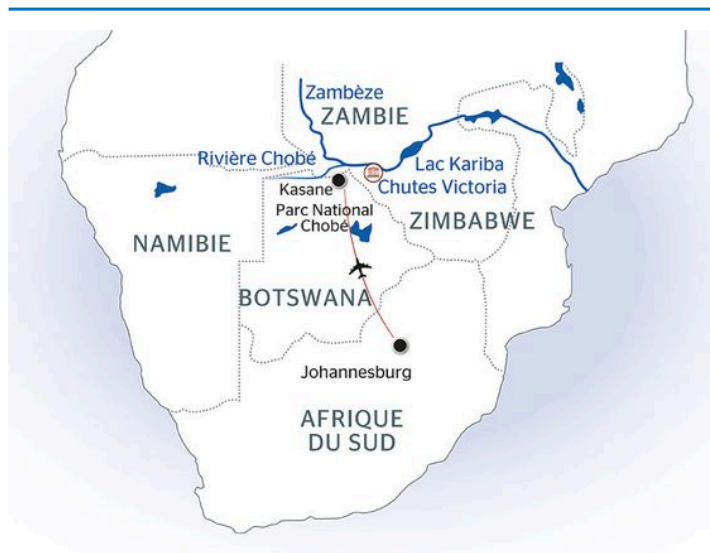 Zambèze
ZAMBIE
Rivière Chobé
Lac Kariba
Kasane
Chutes Victoria
Parc National
Chobé
ZIMBABWE
NAMIBIE
BOTSWANA
Johannesburg
AFRIQUE
DU SUD